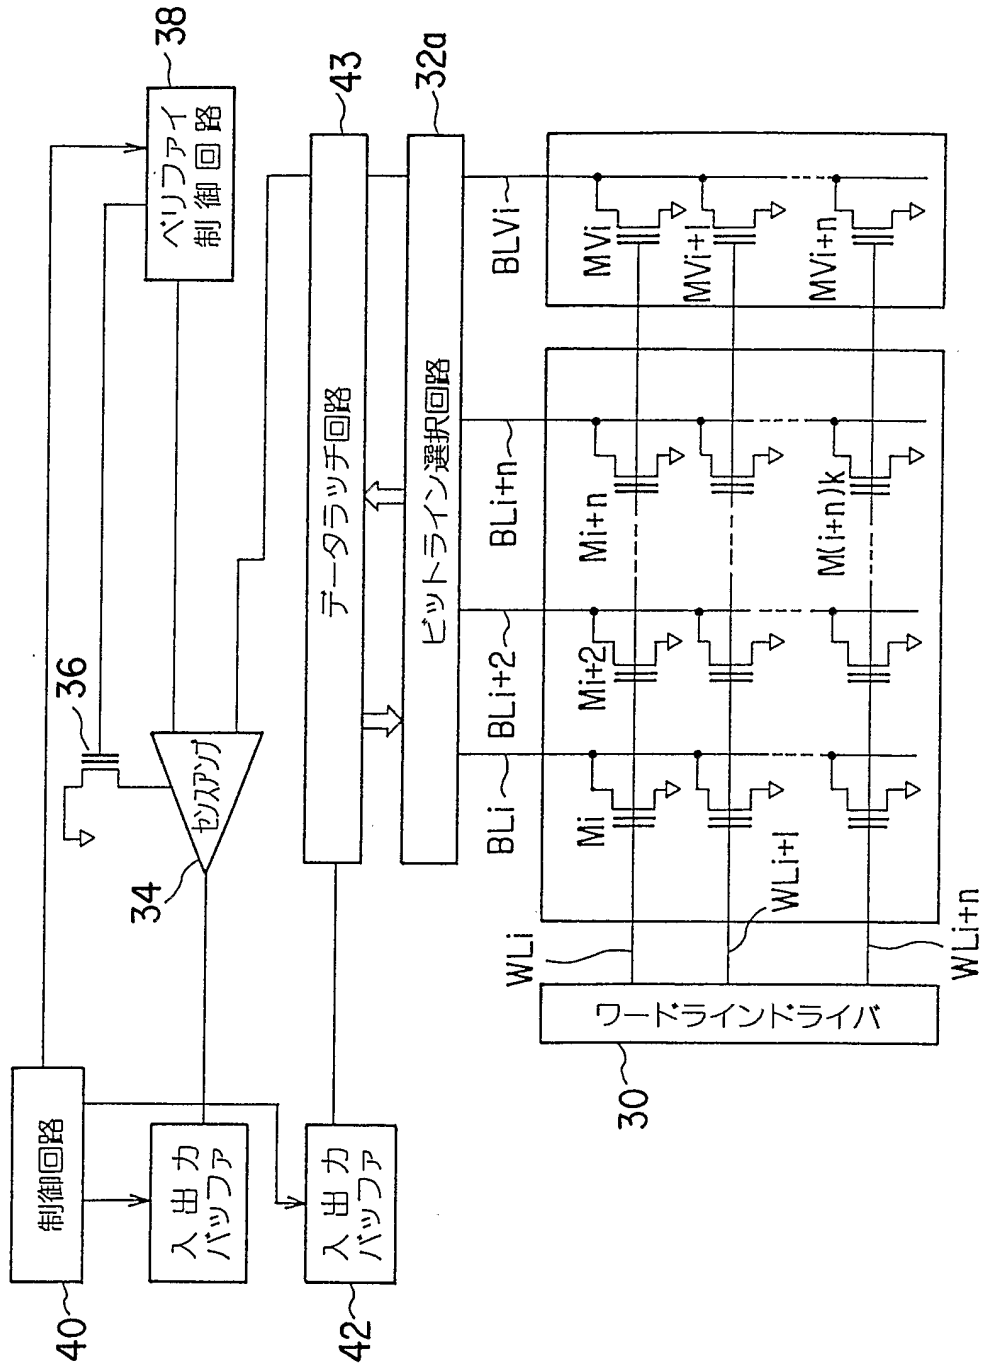 40
制御回路
入出力
バッファ
42
入出力
バッファ
34
センスアンプ
36
ベリファイ
制御回路
38
データラッチ回路
43
ビットライン選択回路
32a
BLi
BLi+2
BLi+n
BLVi
30
ワードラインドライバ
WLi
WLi+1
WLi+n
Mi
Mi+2
Mi+n
M(i+n)k
MVi
MVi+1
MVi+n